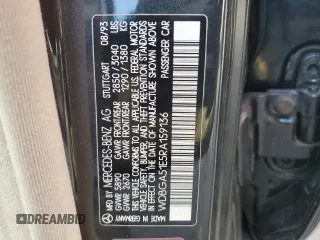 MFD. BY MERCEDES-BENZ AG STUTTGART 08/93
GVWR 5890 GAWR FRONT/REAR 2850 / 3040 LBS
GVWR 2670 GAWR FRONT/REAR 1290 / 1380 KG
THIS VEHICLE CONFORMS TO ALL APPLICABLE U.S. FEDERAL MOTOR
VEHICLE SAFETY, BUMPER, AND THEFT PREVENTION STANDARDS
IN EFFECT ON THE DATE OF MANUFACTURE SHOWN ABOVE.
WDBGA51E5RA159136 PASSENGER CAR
MADE IN GERMANY
DREAMBID